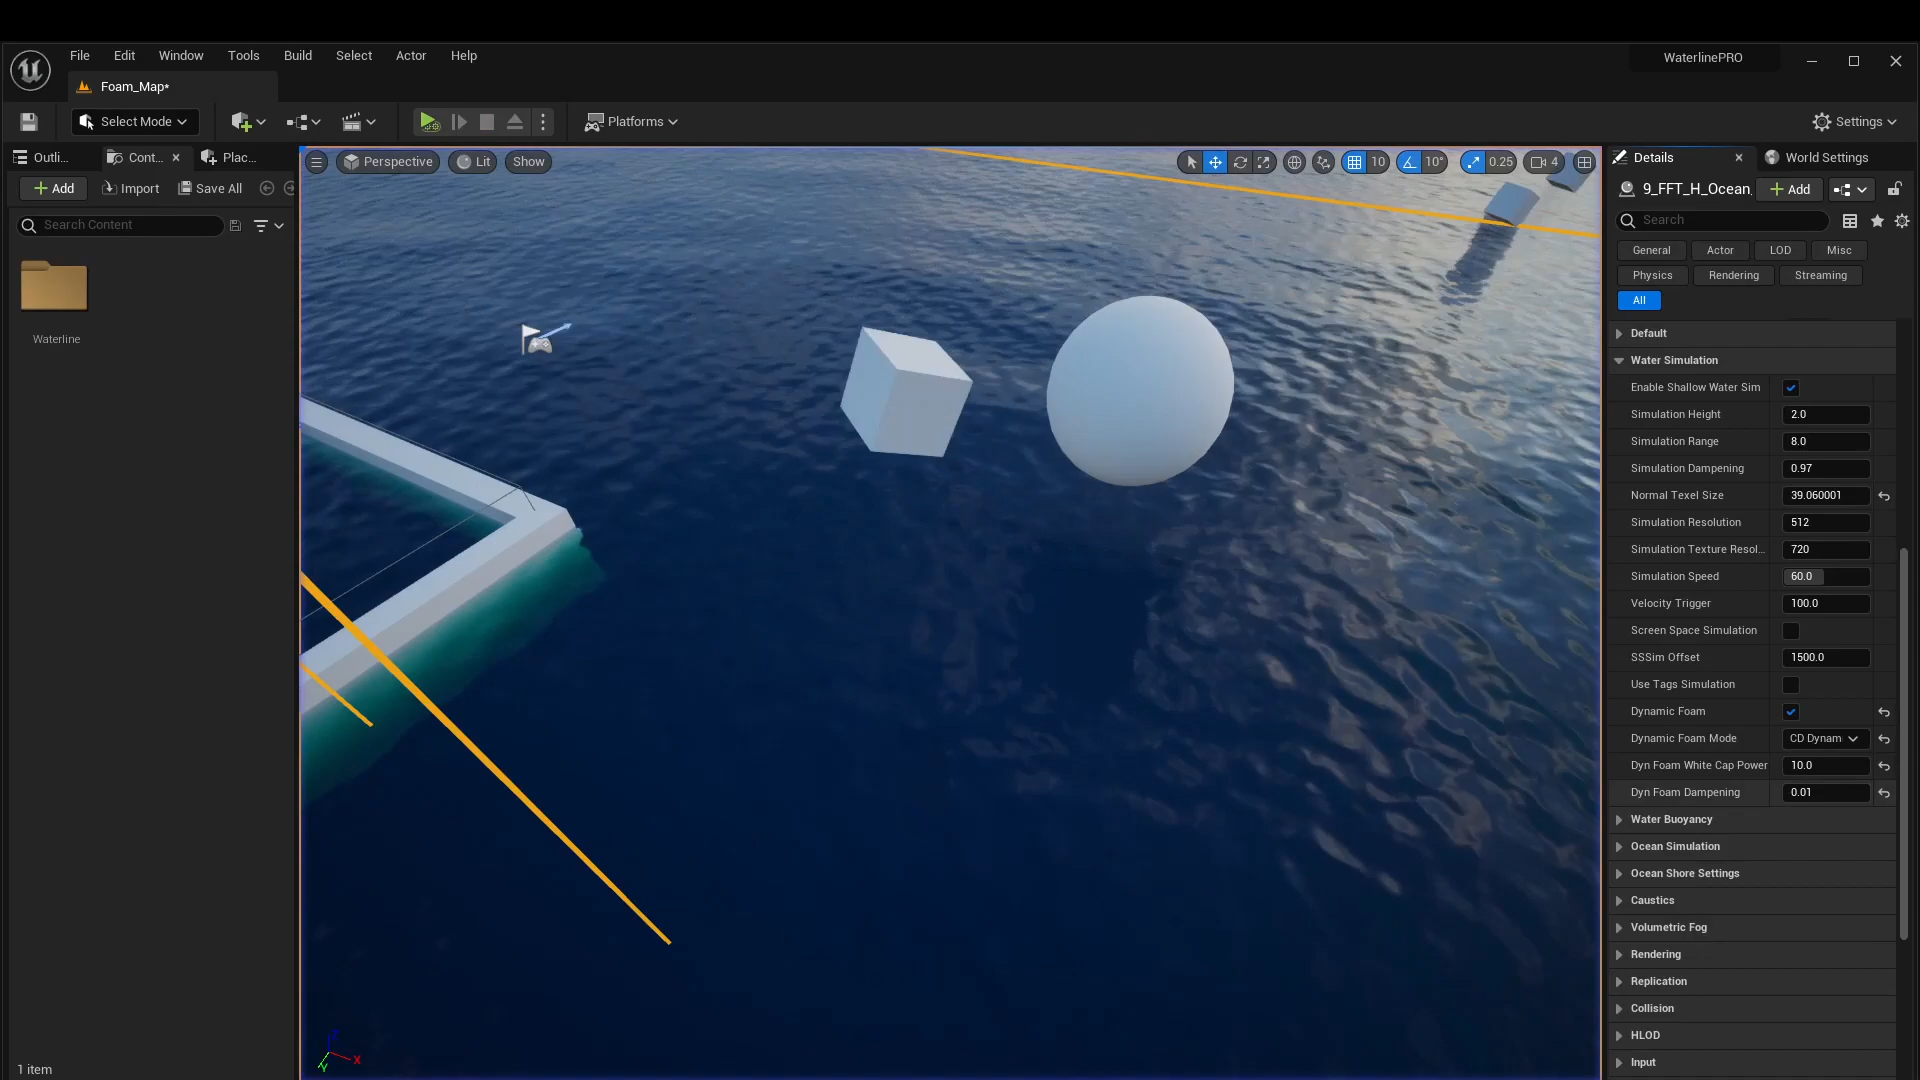 File Edit Window Tools Build Select Actor Help
WaterlinePRO
Foam_Map*
Select Mode
Platforms
Settings
Outli...
Cont...
Plac...
Add
Import
Save All
Search Content
Waterline
1 item
Perspective
Lit
Show
10
10°
0.25
4
X
Y
Z
Details
World Settings
9_FFT_H_Ocean_
Add
Search
General
Actor
LOD
Misc
Physics
Rendering
Streaming
All
Default
Water Simulation
Enable Shallow Water Sim
Simulation Height 2.0
Simulation Range 8.0
Simulation Dampening 0.97
Normal Texel Size 39.060001
Simulation Resolution 512
Simulation Texture Resol... 720
Simulation Speed 60.0
Velocity Trigger 100.0
Screen Space Simulation
SSSim Offset 1500.0
Use Tags Simulation
Dynamic Foam
Dynamic Foam Mode CD Dynam
Dyn Foam White Cap Power 10.0
Dyn Foam Dampening 0.01
Water Buoyancy
Ocean Simulation
Ocean Shore Settings
Caustics
Volumetric Fog
Rendering
Replication
Collision
HLOD
Input